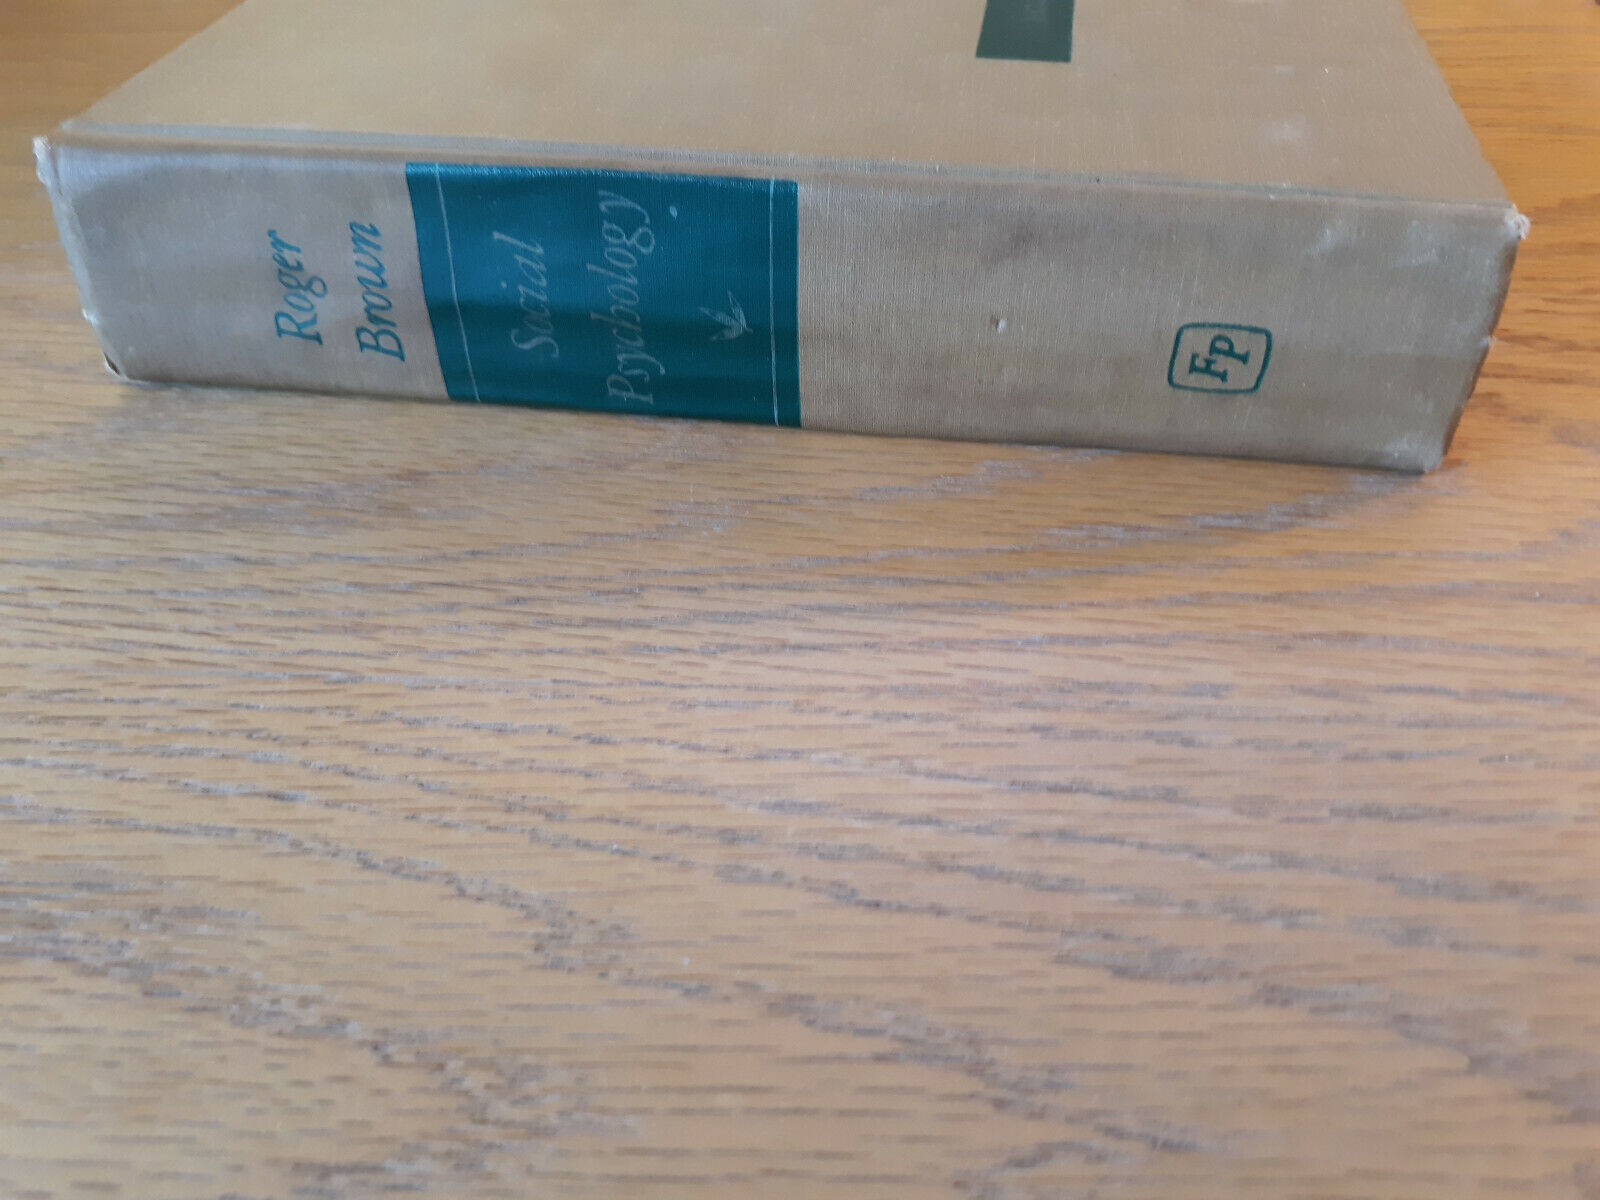 Roger
Brown
Social
Psychology
FP